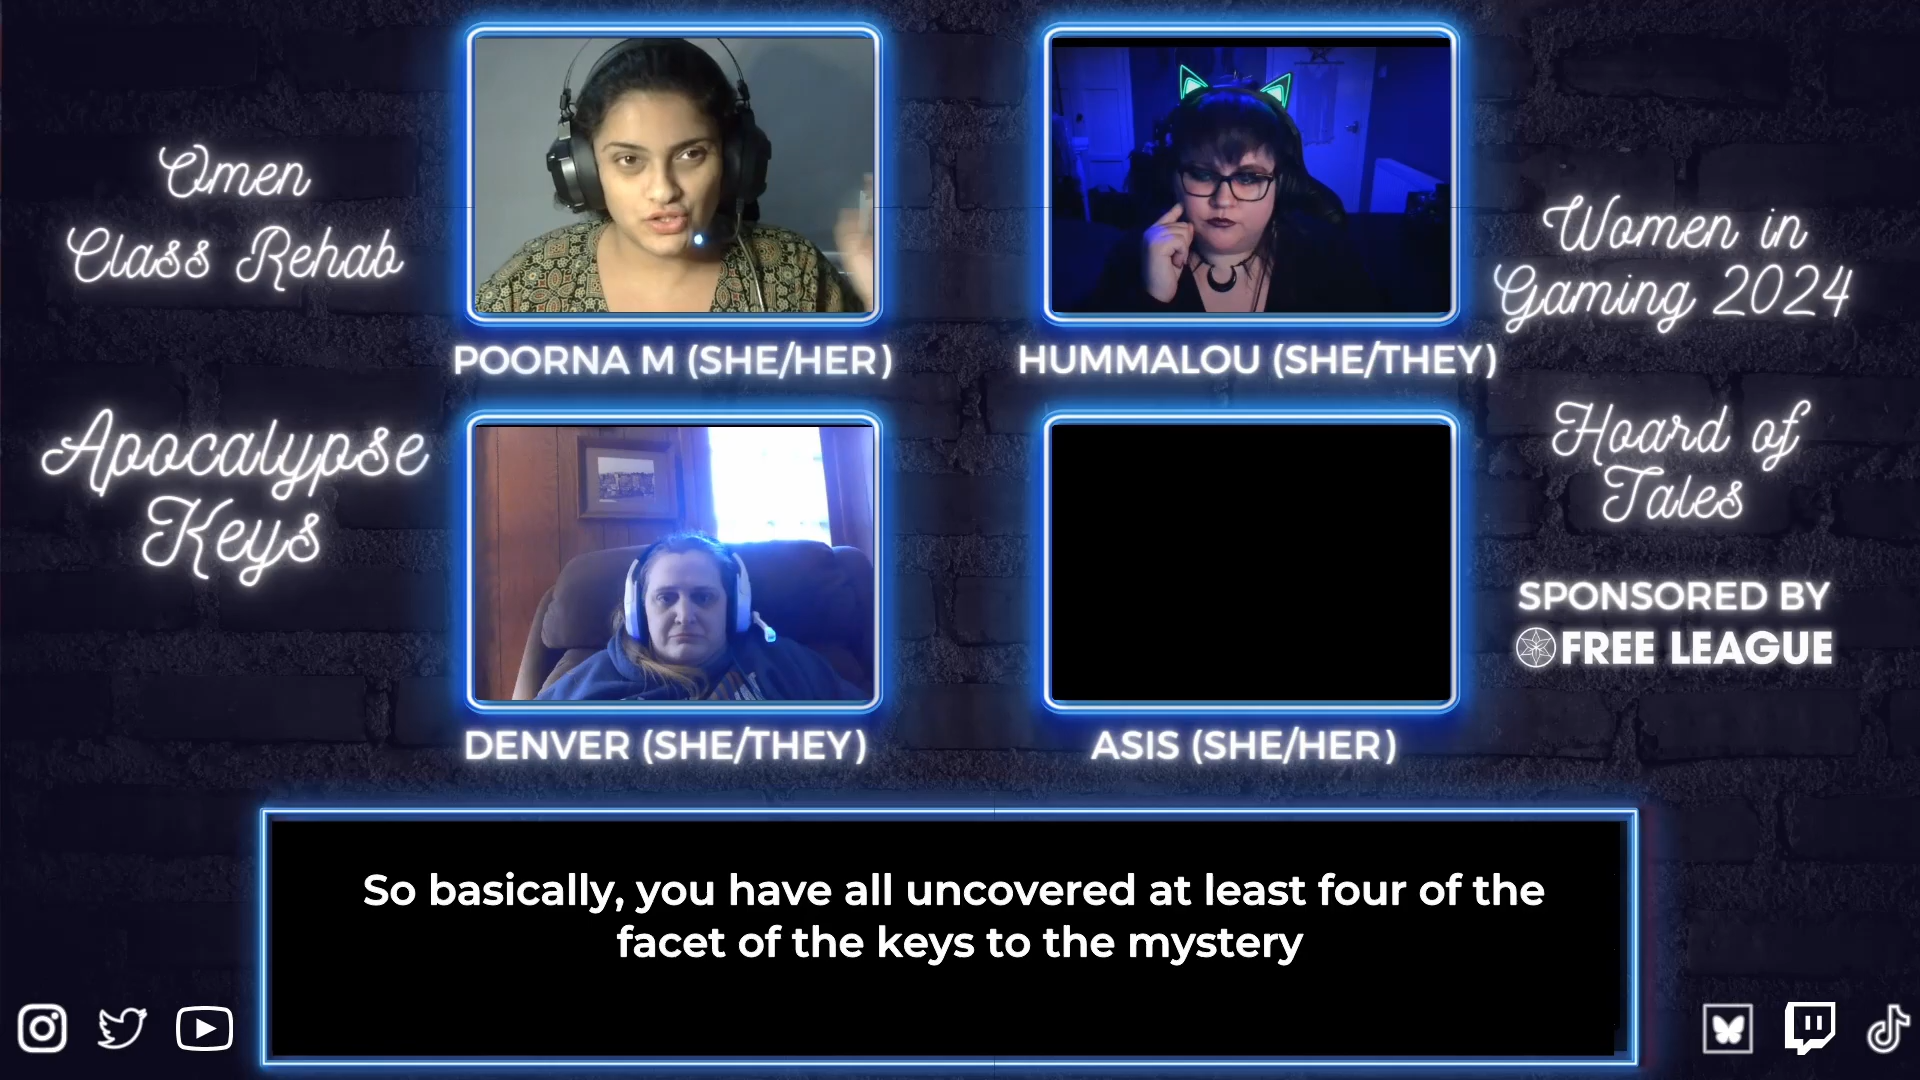 Omen
Class Rehab
Apocalypse
Keys
POORNA M (SHE/HER)
HUMMALOU (SHE/THEY)
DENVER (SHE/THEY)
ASIS (SHE/HER)
Women in
Gaming 2024
Hoard of
Tales
SPONSORED BY
FREE LEAGUE
So basically, you have all uncovered at least four of the
facet of the keys to the mystery